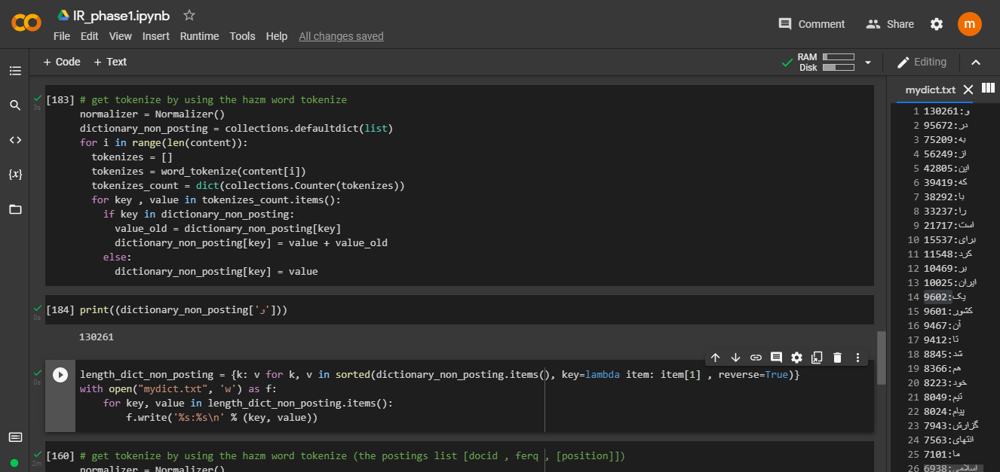 IR_phase1.ipynb
File Edit View Insert Runtime Tools Help All changes saved
Comment Share m
+ Code + Text
RAM
Disk
Editing
[183] # get tokenize by using the hazm word tokenize
normalizer = Normalizer()
dictionary_non_posting = collections.defaultdict(list)
for i in range(len(content)):
tokenizes = []
tokenizes = word_tokenize(content[i])
tokenizes_count = dict(collections.Counter(tokenizes))
for key , value in tokenizes_count.items():
if key in dictionary_non_posting:
value_old = dictionary_non_posting[key]
dictionary_non_posting[key] = value + value_old
else:
dictionary_non_posting[key] = value
3s
[184] print((dictionary_non_posting['و']))
0s
130261
length_dict_non_posting = {k: v for k, v in sorted(dictionary_non_posting.items(), key=lambda item: item[1] , reverse=True)}
0s
with open("mydict.txt", 'w') as f:
for key, value in length_dict_non_posting.items():
f.write('%s:%s\n' % (key, value))
[160] # get tokenize by using the hazm word tokenize (the postings list [docid , ferq , [position]])
2m
normalizer = Normalizer()
mydict.txt
1 و:130261
2 در:95672
3 به:75209
4 از:56249
5 این:42805
6 که:39419
7 با:38292
8 را:33237
9 است:21717
10 برای:15537
11 کرد:11548
12 بر:10469
13 ایران:10025
14 یک:9602
15 کشور:9601
16 آن:9467
17 تا:9412
18 شد:8845
19 هم:8366
20 خود:8223
21 تیم:8049
22 پیام:8024
23 گزارش:7943
24 انتهای:7563
25 ما:7101
26 اسلامی:6938